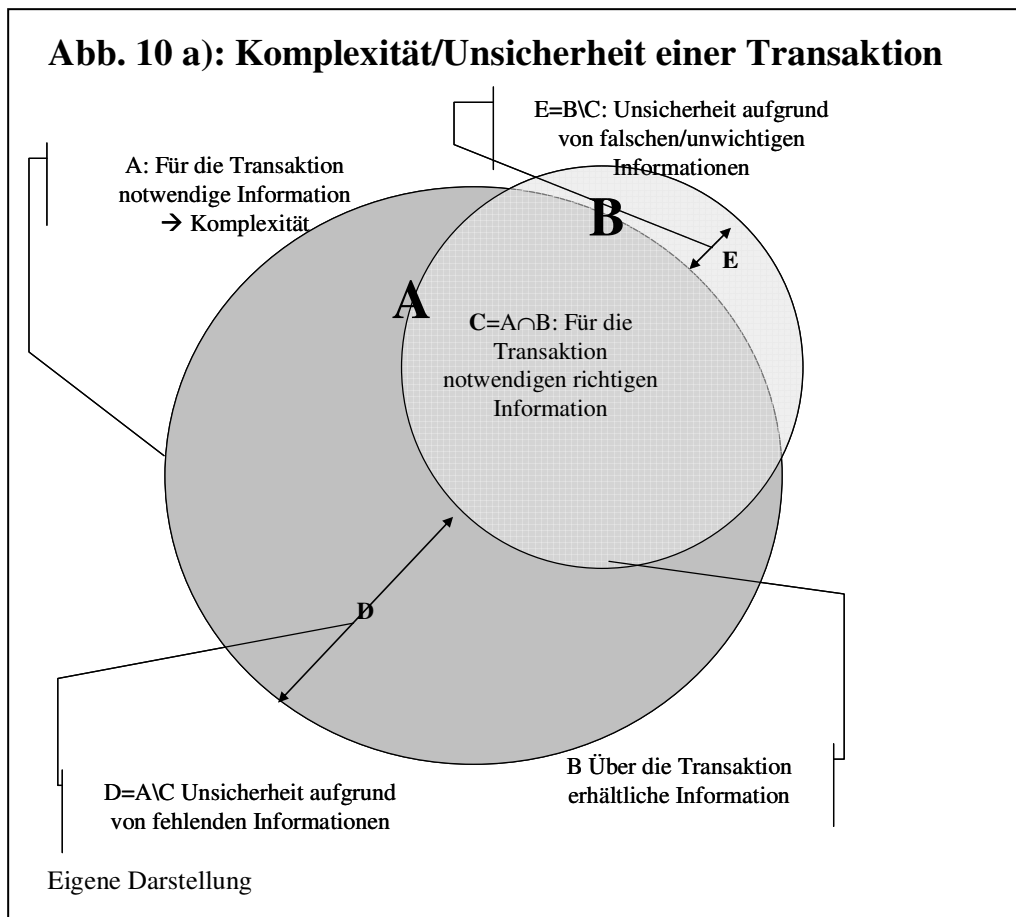 Abb. 10 a): Komplexität/Unsicherheit einer Transaktion
E=B\C: Unsicherheit aufgrund
von falschen/unwichtigen
Informationen
A: Für die Transaktion
notwendige Information
→ Komplexität
B
E
A
C=A∩B: Für die
Transaktion
notwendigen richtigen
Information
D
B Über die Transaktion
erhältliche Information
D=A\C Unsicherheit aufgrund
von fehlenden Informationen
Eigene Darstellung